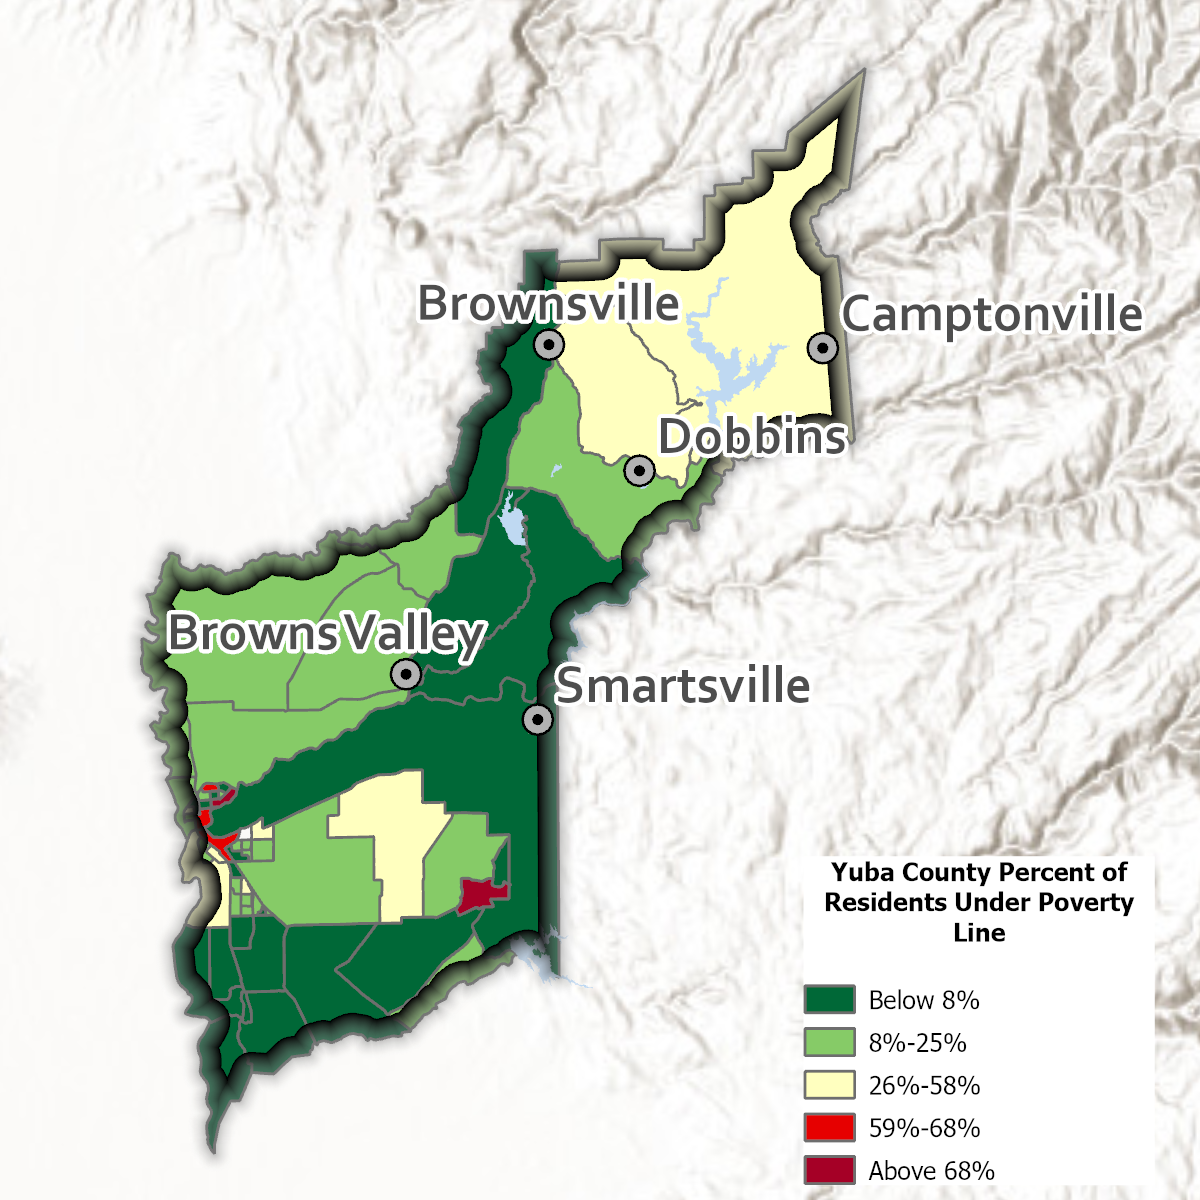 Brownsville
Camptonville
Dobbins
Browns Valley
Smartsville
Yuba County Percent of
Residents Under Poverty
Line
Below 8%
8%-25%
26%-58%
59%-68%
Above 68%